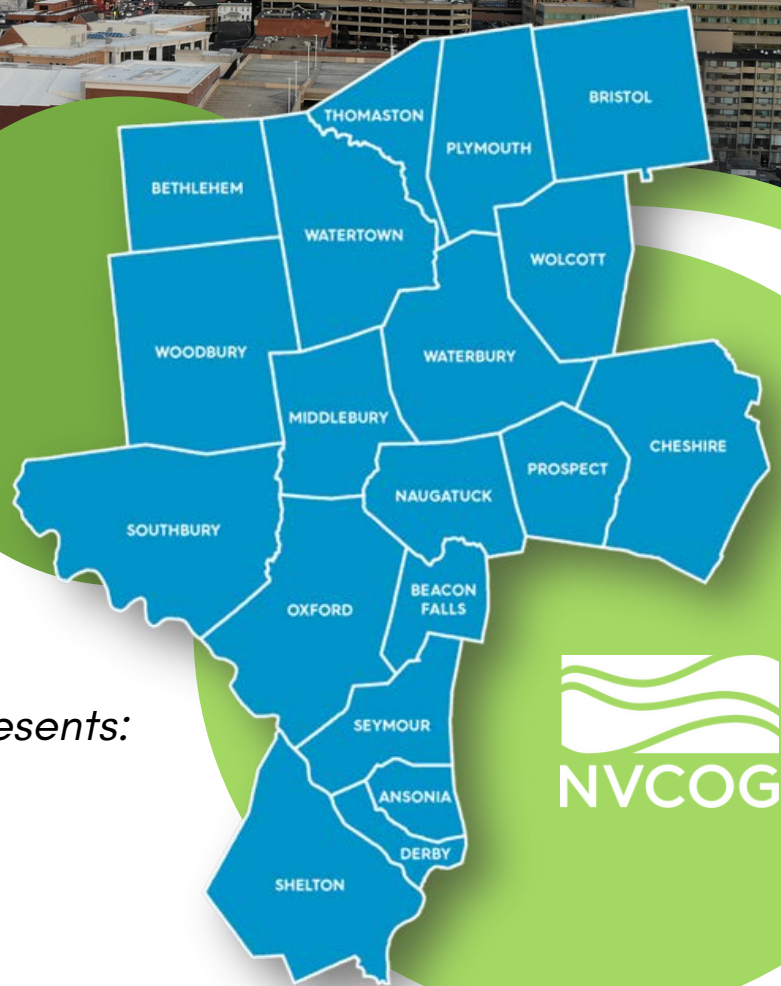 BRISTOL
THOMASTON
PLYMOUTH
BETHLEHEM
WATERTOWN
WOLCOTT
WOODBURY
WATERBURY
MIDDLEBURY
CHESHIRE
PROSPECT
NAUGATUCK
SOUTHBURY
BEACON
FALLS
OXFORD
esents:
SEYMOUR
NVCOG
ANSONIA
DERBY
SHELTON